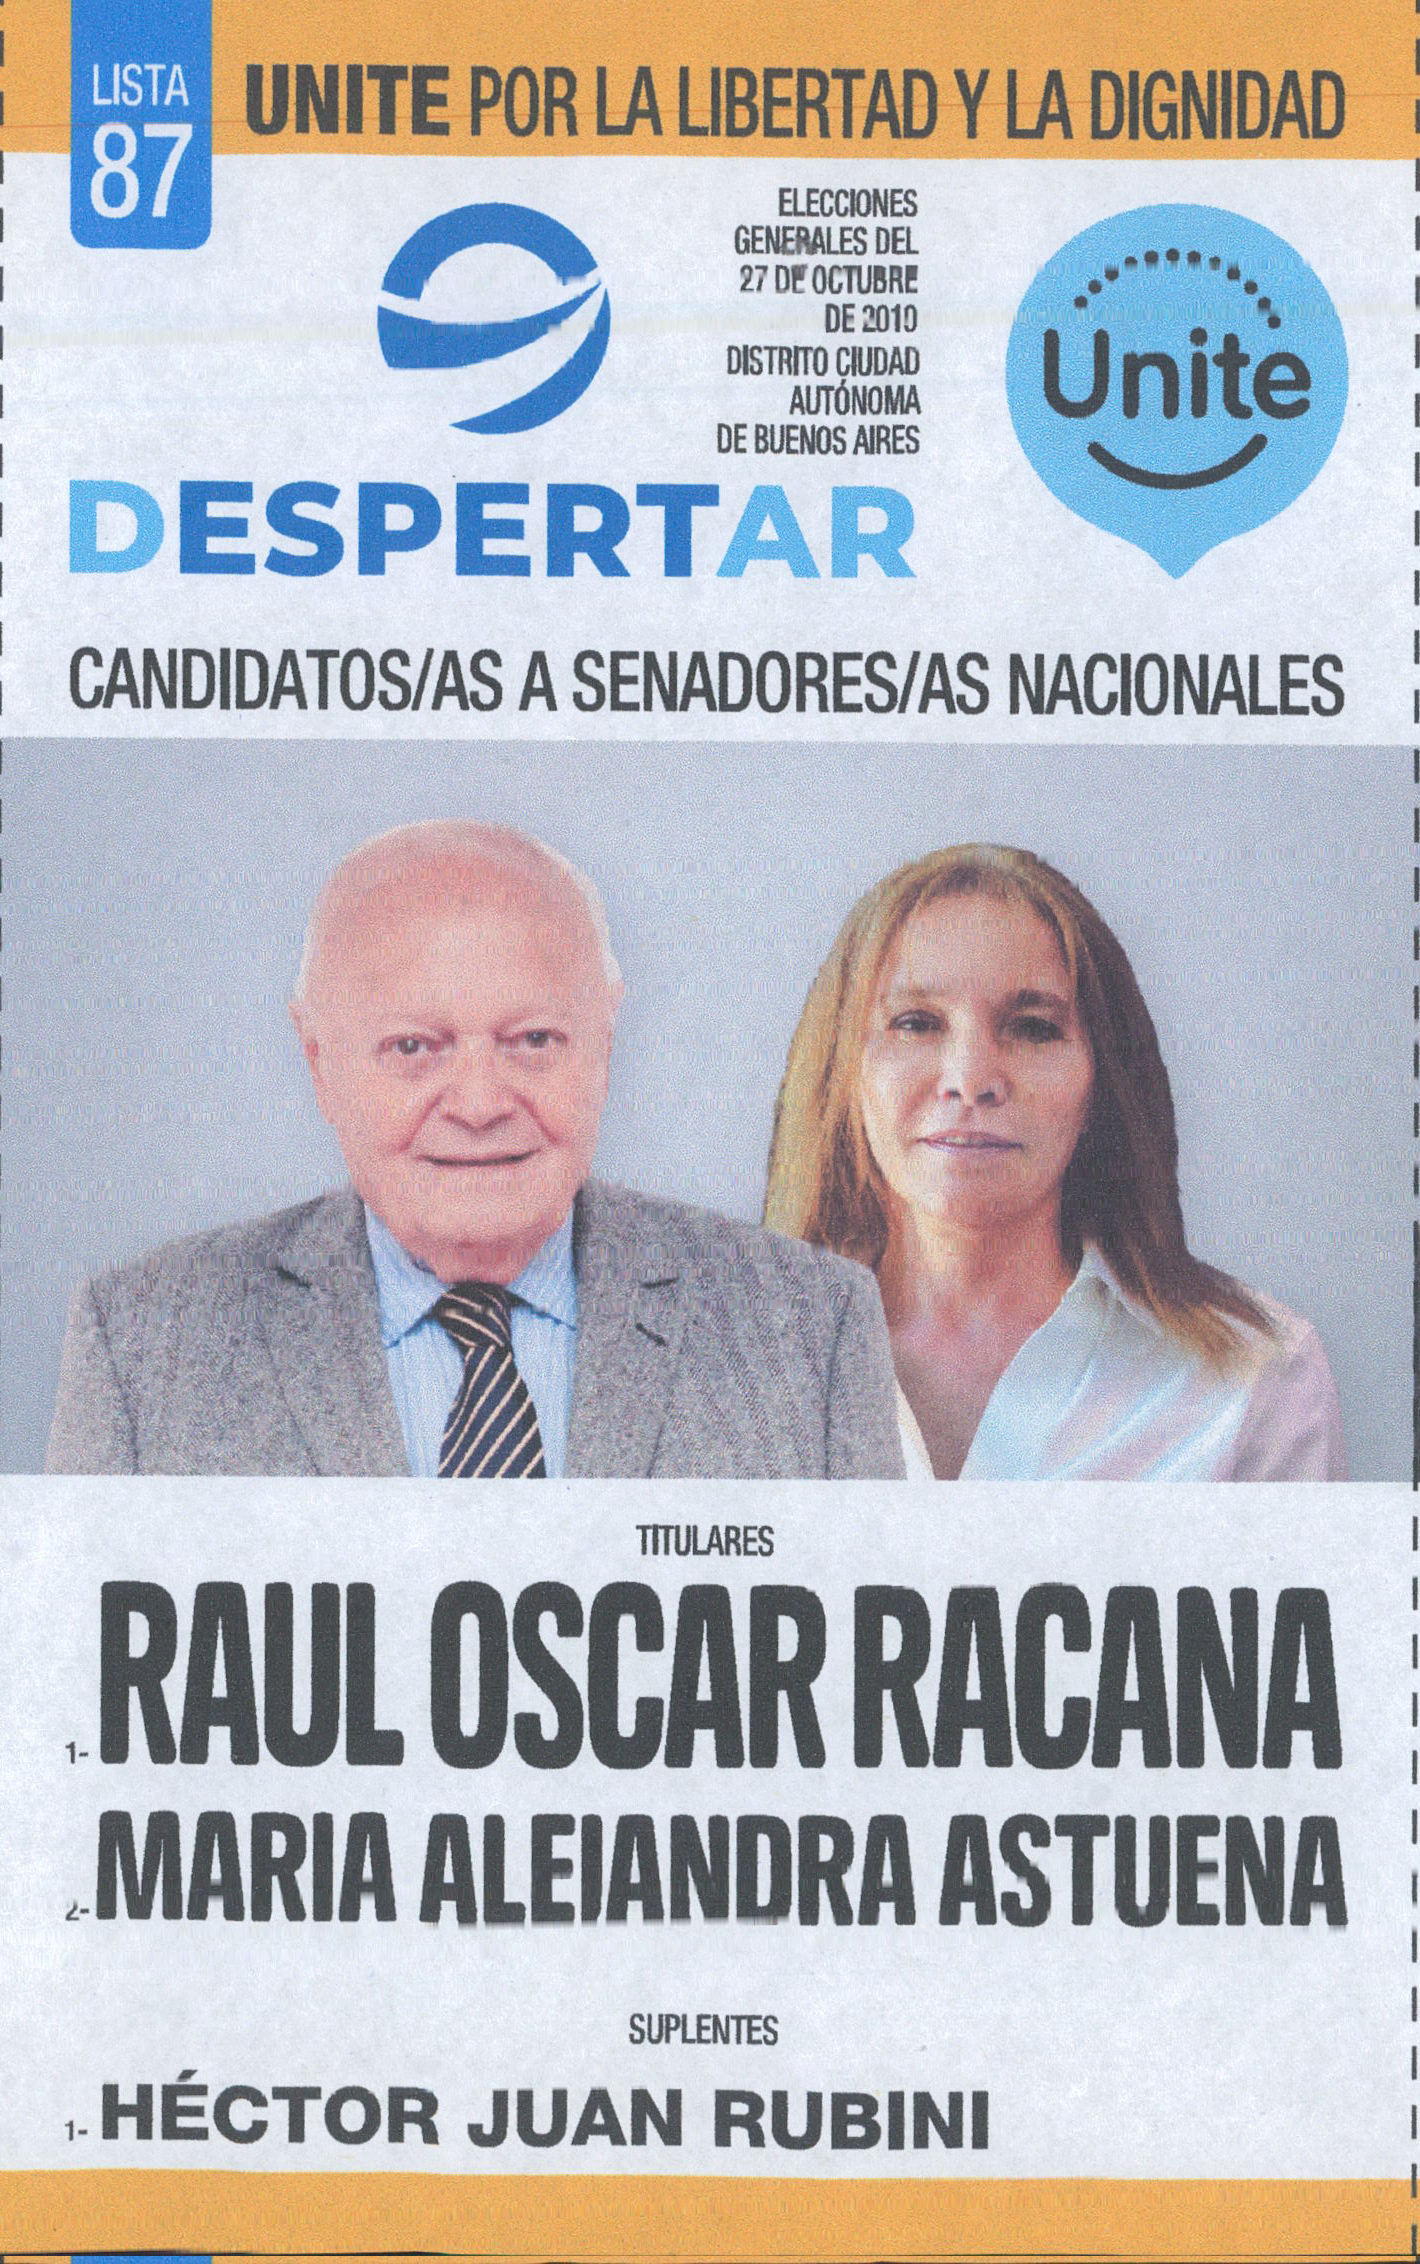 LISTA
87
UNITE POR LA LIBERTAD Y LA DIGNIDAD
ELECCIONES
GENERALES DEL
27 DE OCTUBRE
DE 2019
DISTRITO CIUDAD
AUTÓNOMA
DE BUENOS AIRES
Unite
DESPERTAR
CANDIDATOS/AS A SENADORES/AS NACIONALES
TITULARES
1- RAUL OSCAR RACANA
2- MARIA ALEJANDRA ASTUENA
SUPLENTES
1- HÉCTOR JUAN RUBINI